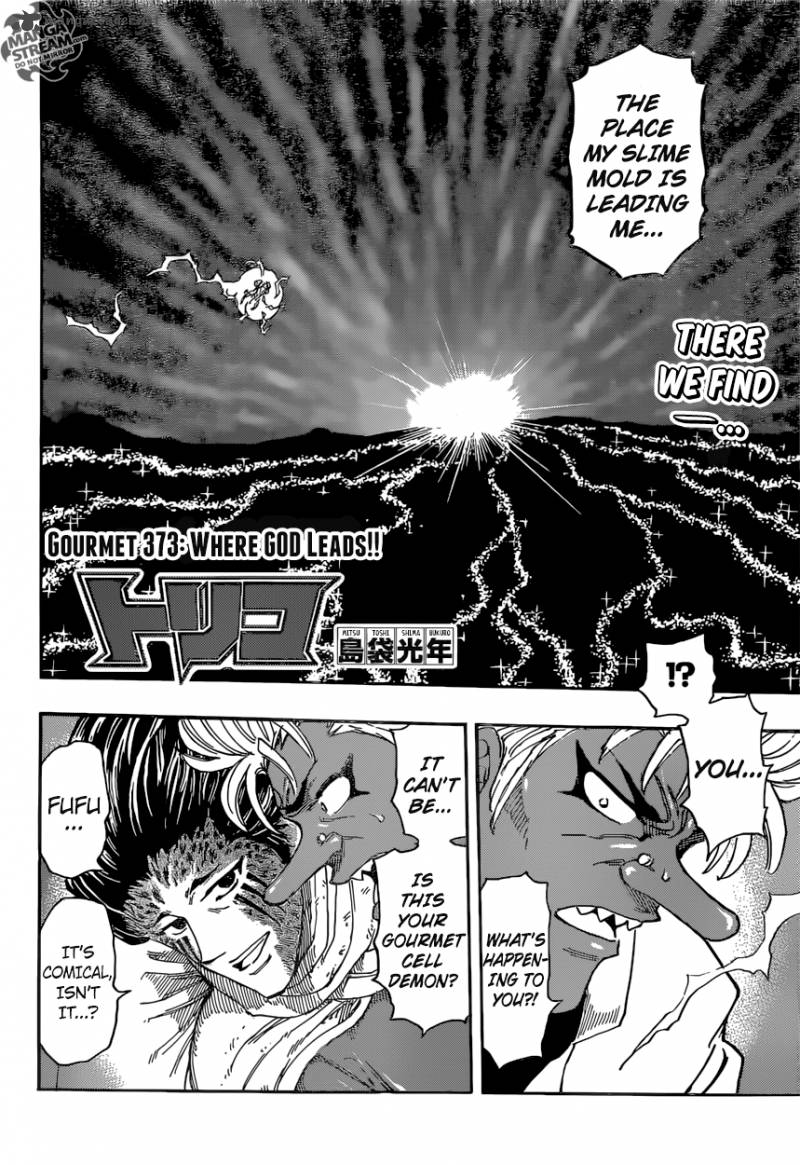 MANGA
STREAM.com
DO NOT MIRROR
THE
PLACE
MY SLIME
MOLD IS
LEADING
ME...
THERE
WE FIND
—...
GOURMET 373: WHERE GOD LEADS!!
トリコ
MITSU TOSHI SHIMA BUKURO
島袋光年
!?
YOU...
WHAT'S
HAPPEN-
ING TO
YOU?!
IT
CAN'T
BE...
IS
THIS
YOUR
GOURMET
CELL
DEMON?
FUFU
...
IT'S
COMICAL,
ISN'T
IT...?